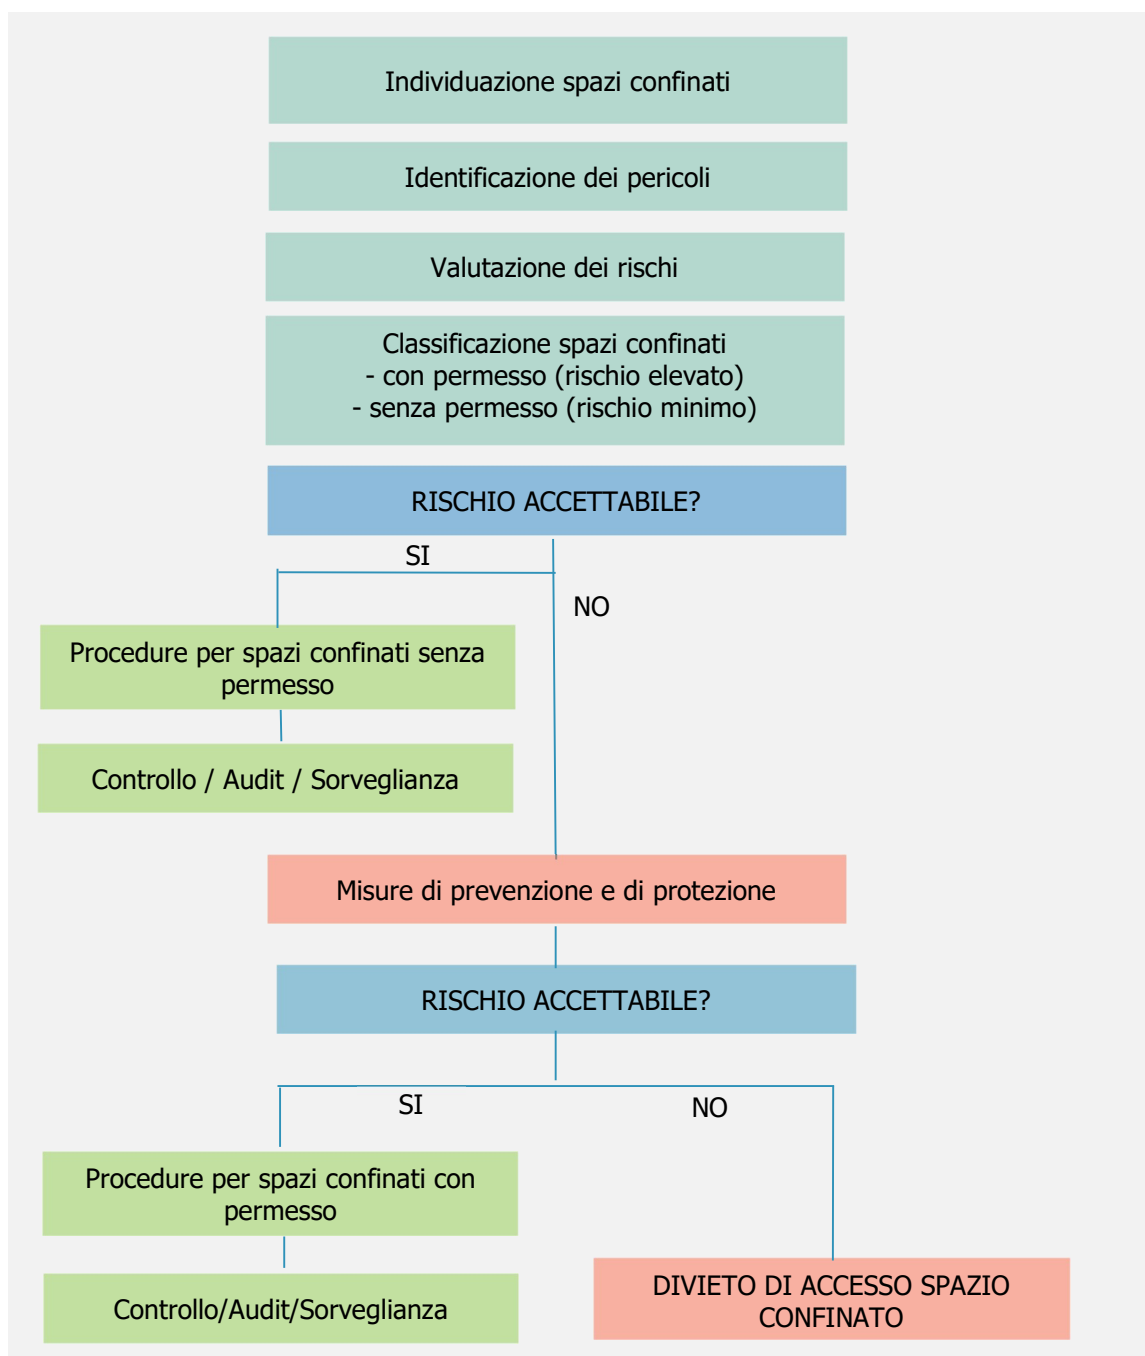 Individuazione spazi confinati
Identificazione dei pericoli
Valutazione dei rischi
Classificazione spazi confinati
- con permesso (rischio elevato)
- senza permesso (rischio minimo)
RISCHIO ACCETTABILE?
SI
NO
Procedure per spazi confinati senza
permesso
Controllo / Audit / Sorveglianza
Misure di prevenzione e di protezione
RISCHIO ACCETTABILE?
SI
NO
Procedure per spazi confinati con
permesso
Controllo/Audit/Sorveglianza
DIVIETO DI ACCESSO SPAZIO
CONFINATO